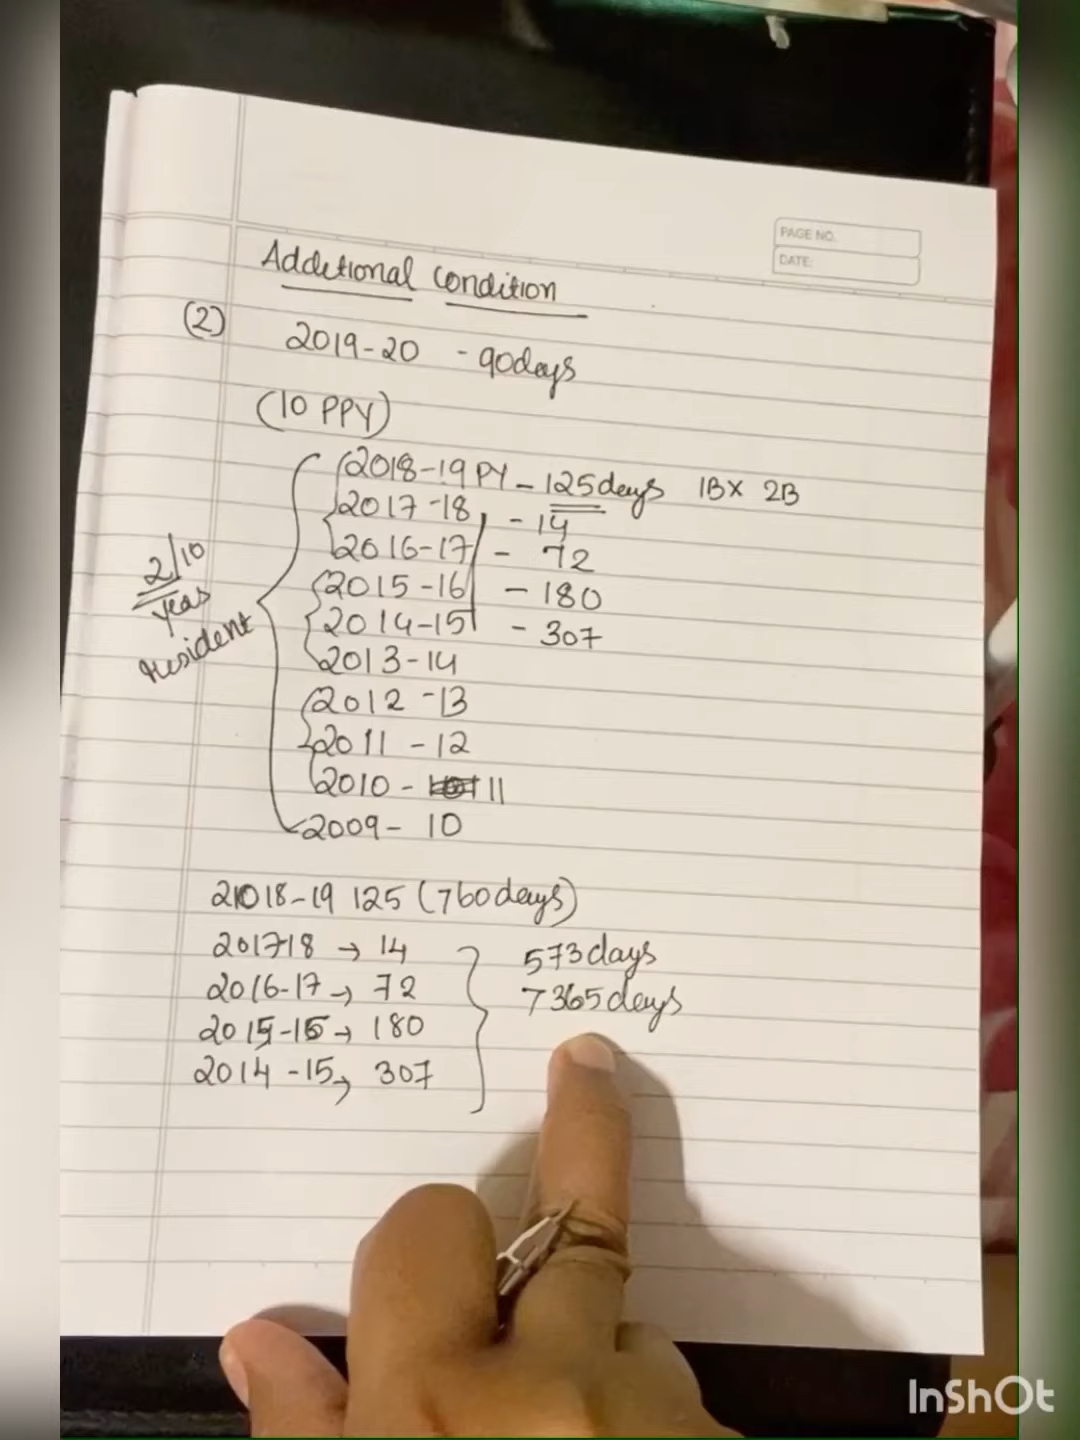 PAGE NO.
DATE:
Additional Condition
(2) 2019-20 - 90days
(10 PPY)
2018-19 PY - 125days 1B× 2B
2017-18 - 14
2016-17 - 72
2015-16 - 180
2014-15 - 307
2013-14
2012-13
2011-12
2010-11
2009-10
2/10
years
resident
2018-19 125 (760days)
201718 → 14
2016-17 → 72
2015-16 → 180
2014-15 → 307
573days
7365days
InShOt